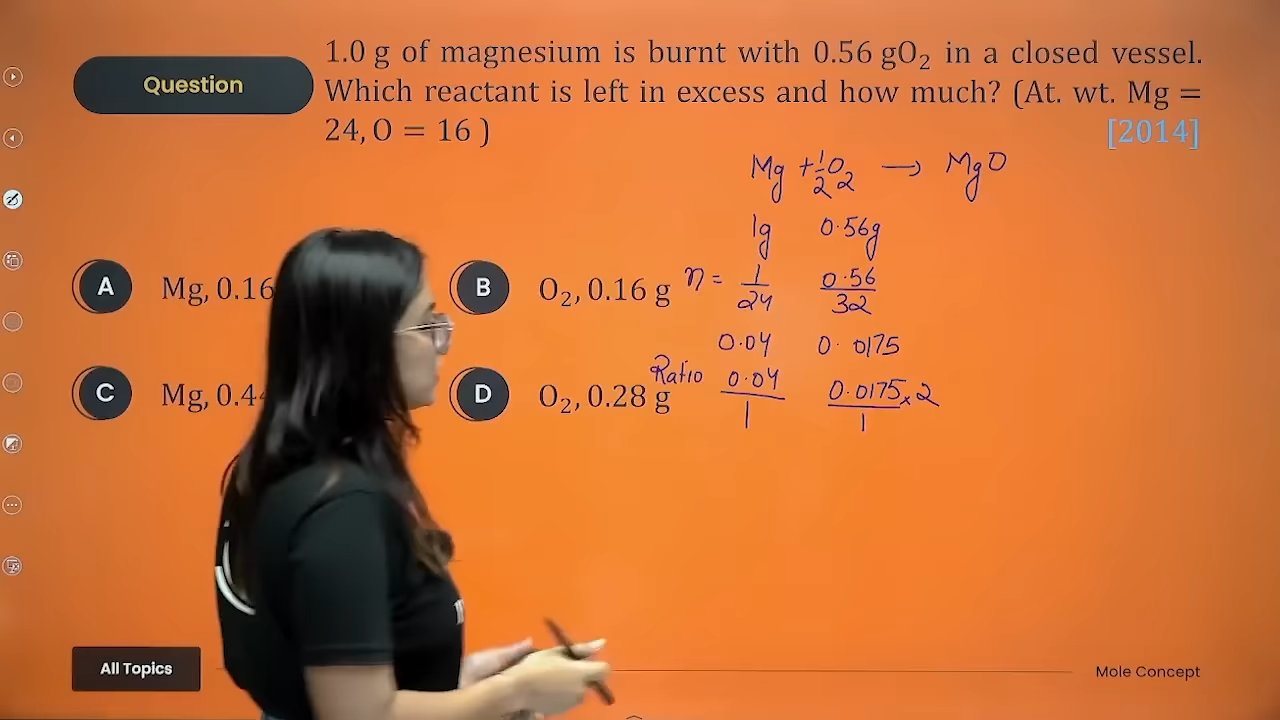 Question
1.0 g of magnesium is burnt with 0.56 gO₂ in a closed vessel.
Which reactant is left in excess and how much? (At. wt. Mg =
24, O = 16 )
[2014]
Mg + 1/2 O₂ → MgO
1g 0.56g
A Mg, 0.16
B O₂, 0.16 g
n = 1/24 0.56/32
0.04 0.0175
C Mg, 0.4
D O₂, 0.28 g
Ratio 0.04/1 0.0175/1 × 2
All Topics
Mole Concept